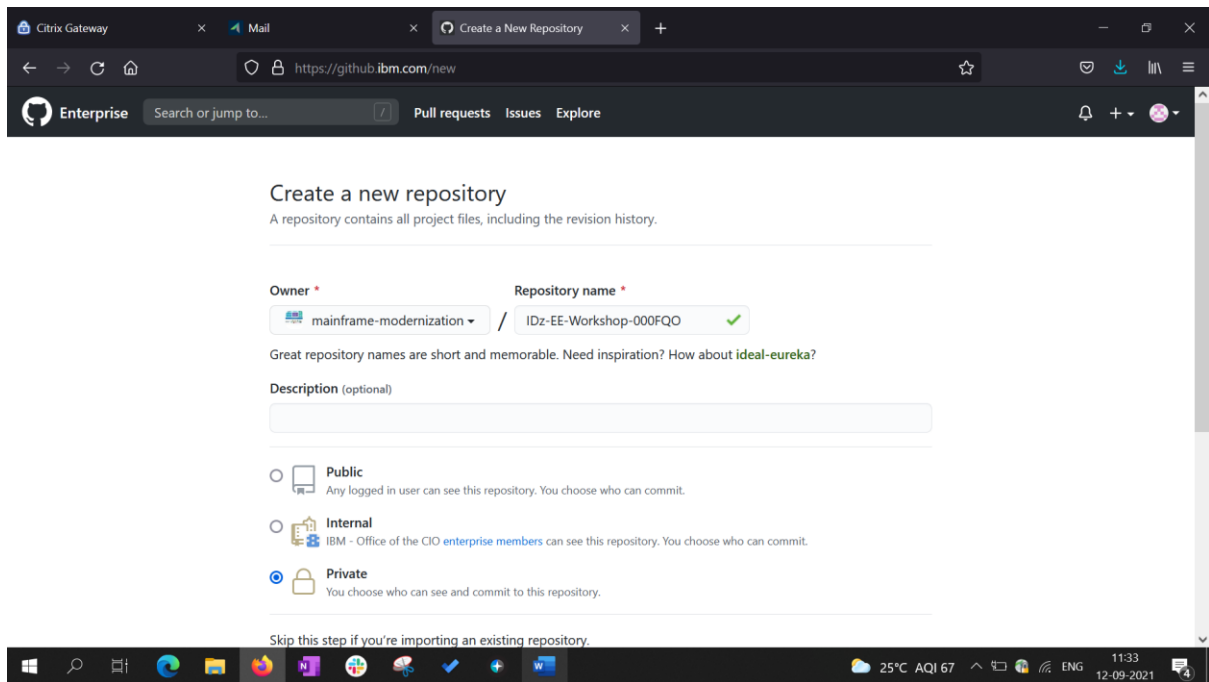 Citrix Gateway
Mail
Create a New Repository
https://github.ibm.com/new
Enterprise
Search or jump to...
/
Pull requests Issues Explore
Create a new repository
A repository contains all project files, including the revision history.
Owner * Repository name *
mainframe-modernization / IDz-EE-Workshop-000FQO
Great repository names are short and memorable. Need inspiration? How about ideal-eureka?
Description (optional)
Public
Any logged in user can see this repository. You choose who can commit.
Internal
IBM - Office of the CIO enterprise members can see this repository. You choose who can commit.
Private
You choose who can see and commit to this repository.
Skip this step if you're importing an existing repository.
N
W
25°C AQI 67
ENG
11:33
12-09-2021
4